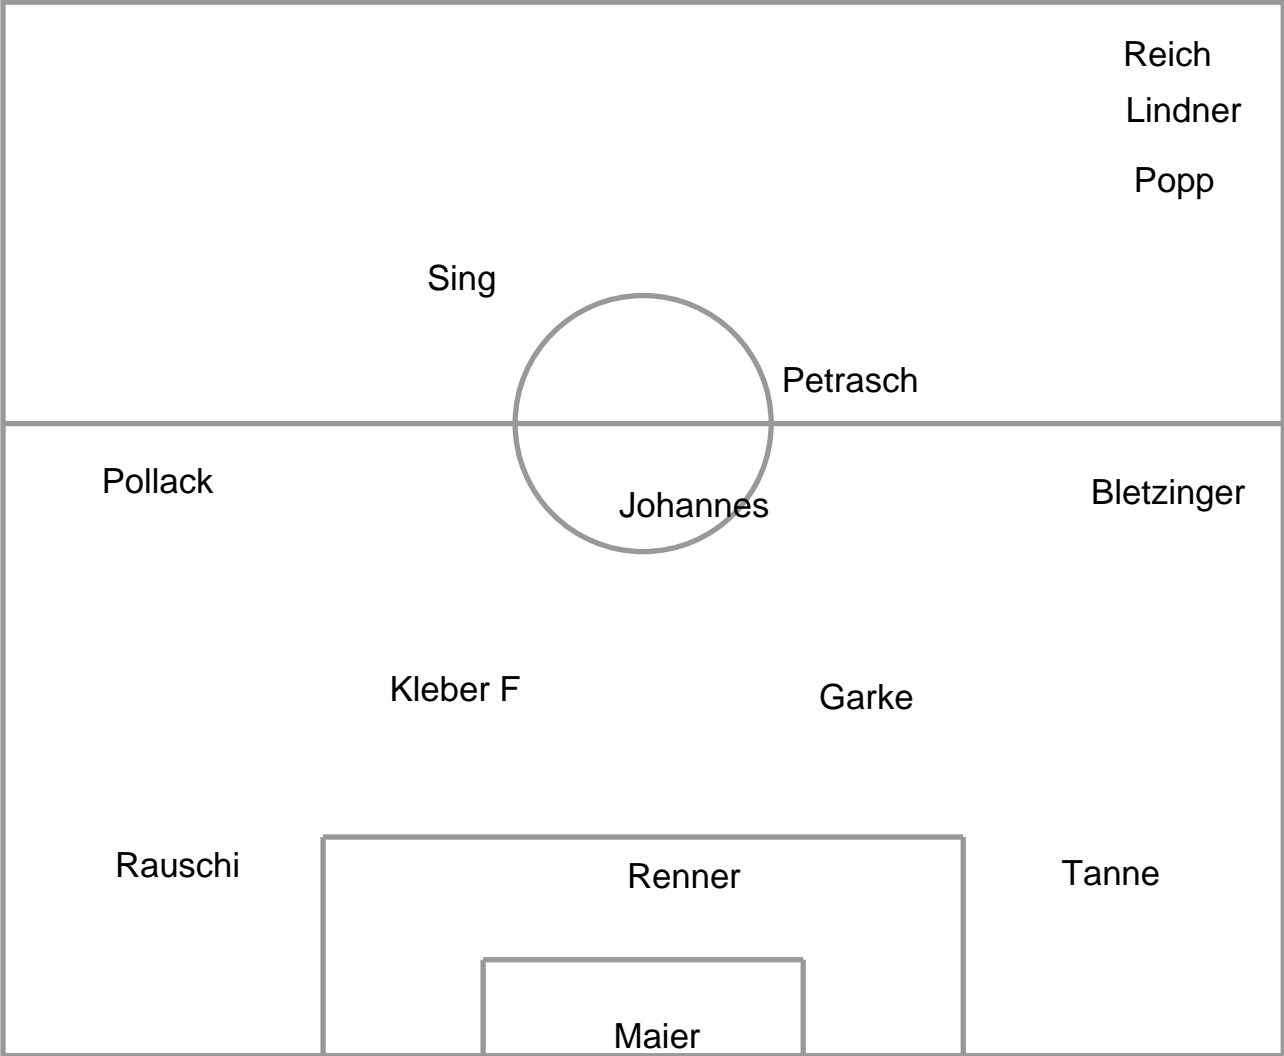 Reich
Lindner
Popp
Sing
Petrasch
Pollack
Johannes
Bletzinger
Kleber F
Garke
Rauschi
Renner
Tanne
Maier